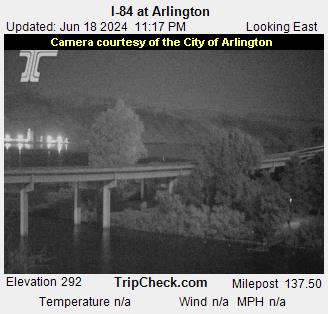 I-84 at Arlington
Updated: Jun 18 2024 11:17 PM Looking East
Camera courtesy of the City of Arlington
Elevation 292 TripCheck.com Milepost 137.50
Temperature n/a Wind n/a MPH n/a